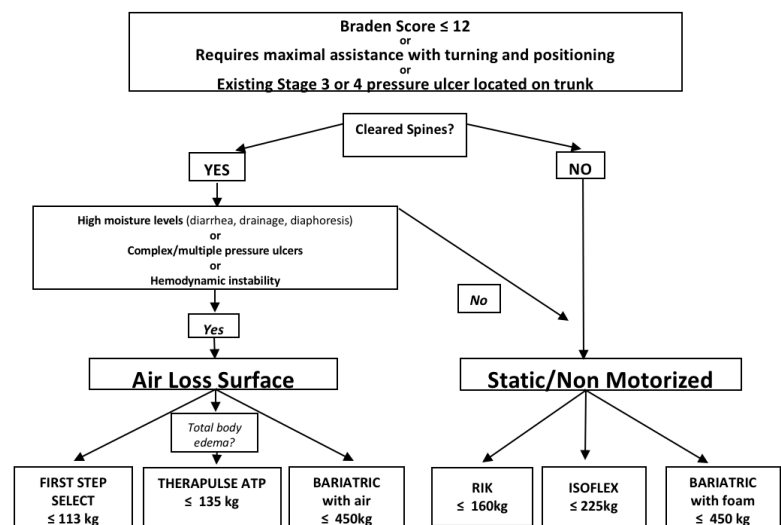 Braden Score ≤ 12
or
Requires maximal assistance with turning and positioning
or
Existing Stage 3 or 4 pressure ulcer located on trunk
Cleared Spines?
YES
NO
High moisture levels (diarrhea, drainage, diaphoresis)
or
Complex/multiple pressure ulcers
or
Hemodynamic instability
No
Yes
Air Loss Surface
Static/Non Motorized
Total body
edema?
FIRST STEP
SELECT
≤ 113 kg
THERAPULSE ATP
≤ 135 kg
BARIATRIC
with air
≤ 450kg
RIK
≤ 160kg
ISOFLEX
≤ 225kg
BARIATRIC
with foam
≤ 450 kg